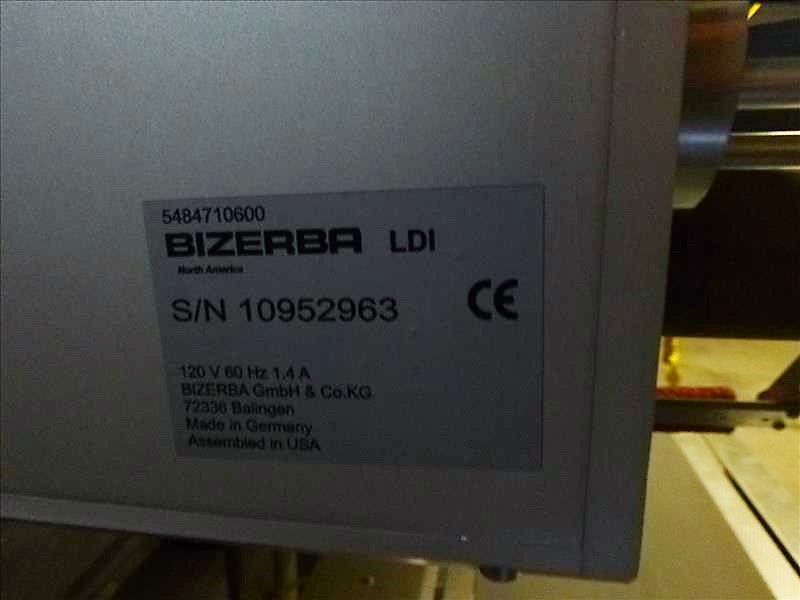 5484710600
BIZERBA LDI
North America
S/N 10952963 CE
120 V 60 Hz 1.4 A
BIZERBA GmbH & Co.KG
72336 Balingen
Made in Germany
Assembled in USA